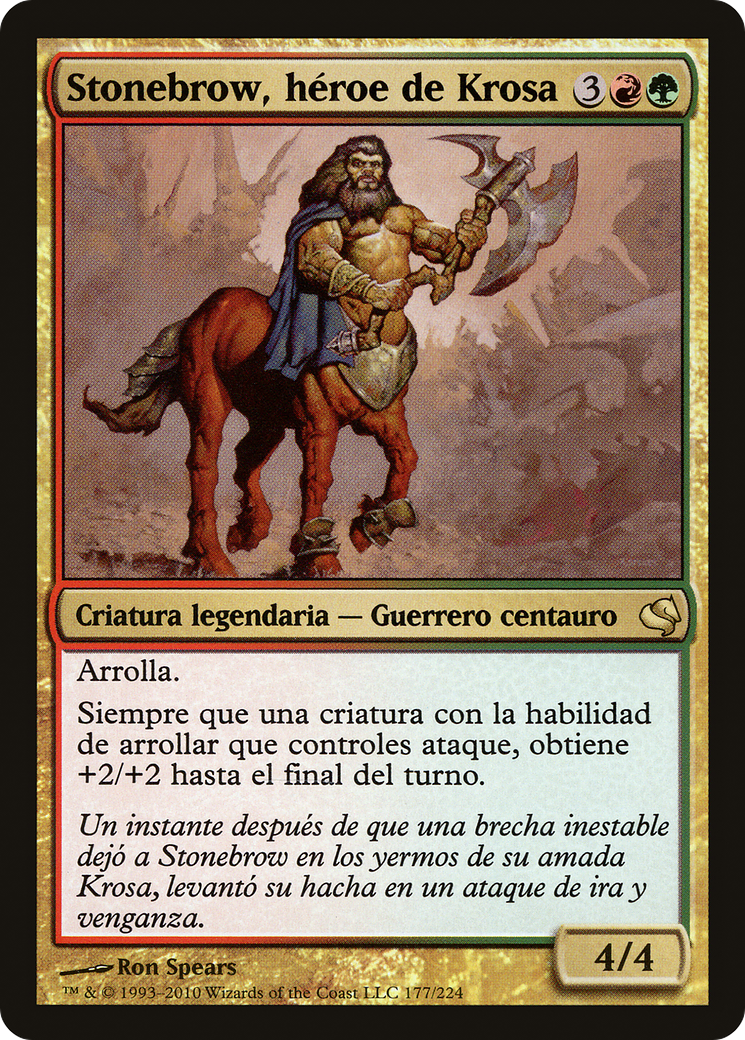 Stonebrow, héroe de Krosa 3
Criatura legendaria — Guerrero centauro
Arrolla.
Siempre que una criatura con la habilidad
de arrollar que controles ataque, obtiene
+2/+2 hasta el final del turno.
Un instante después de que una brecha inestable
dejó a Stonebrow en los yermos de su amada
Krosa, levantó su hacha en un ataque de ira y
venganza.
4/4
Ron Spears
™ & © 1993–2010 Wizards of the Coast LLC 177/224